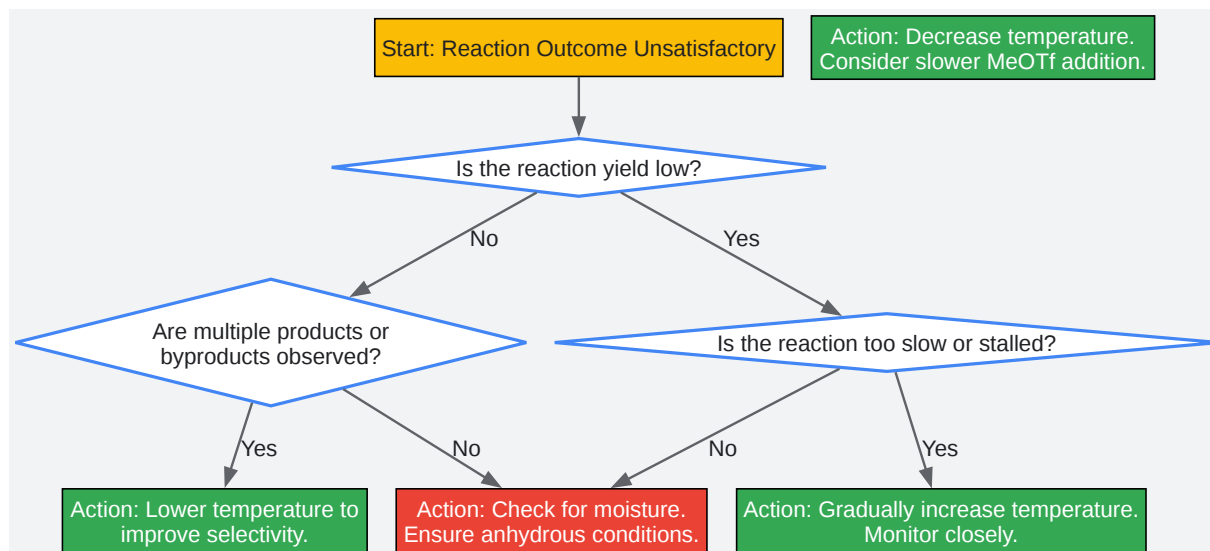 Start: Reaction Outcome Unsatisfactory
Action: Decrease temperature.
Consider slower MeOTf addition.
Is the reaction yield low?
No
Yes
Are multiple products or
byproducts observed?
Is the reaction too slow or stalled?
Yes
No
No
Yes
Action: Lower temperature to
improve selectivity.
Action: Check for moisture.
Ensure anhydrous conditions.
Action: Gradually increase temperature.
Monitor closely.